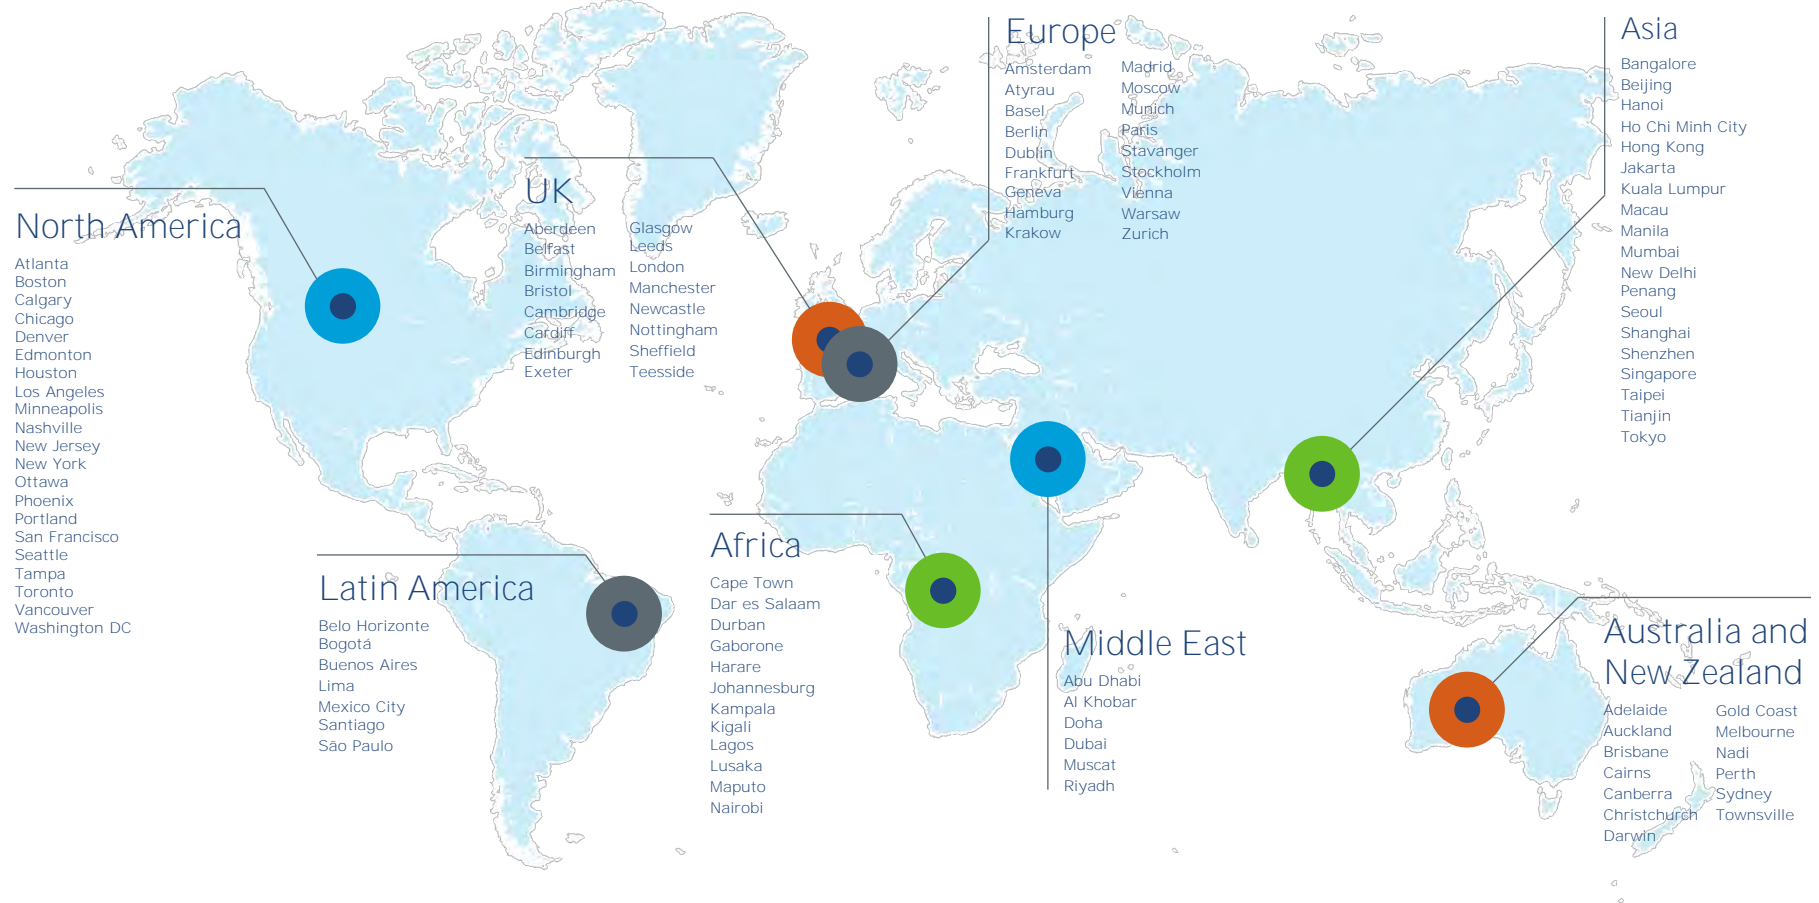 North America
Atlanta
Boston
Calgary
Chicago
Denver
Edmonton
Houston
Los Angeles
Minneapolis
Nashville
New Jersey
New York
Ottawa
Phoenix
Portland
San Francisco
Seattle
Tampa
Toronto
Vancouver
Washington DC
Latin America
Belo Horizonte
Bogotá
Buenos Aires
Lima
Mexico City
Santiago
São Paulo
UK
Aberdeen
Belfast
Birmingham
Bristol
Cambridge
Cardiff
Edinburgh
Exeter
Glasgow
Leeds
London
Manchester
Newcastle
Nottingham
Sheffield
Teesside
Africa
Cape Town
Dar es Salaam
Durban
Gaborone
Harare
Johannesburg
Kampala
Kigali
Lagos
Lusaka
Maputo
Nairobi
Europe
Amsterdam
Atyrau
Basel
Berlin
Dublin
Frankfurt
Geneva
Hamburg
Krakow
Madrid
Moscow
Munich
Paris
Stavanger
Stockholm
Vienna
Warsaw
Zurich
Middle East
Abu Dhabi
Al Khobar
Doha
Dubai
Muscat
Riyadh
Asia
Bangalore
Beijing
Hanoi
Ho Chi Minh City
Hong Kong
Jakarta
Kuala Lumpur
Macau
Manila
Mumbai
New Delhi
Penang
Seoul
Shanghai
Shenzhen
Singapore
Taipei
Tianjin
Tokyo
Australia and
New Zealand
Adelaide
Auckland
Brisbane
Cairns
Canberra
Christchurch
Darwin
Gold Coast
Melbourne
Nadi
Perth
Sydney
Townsville